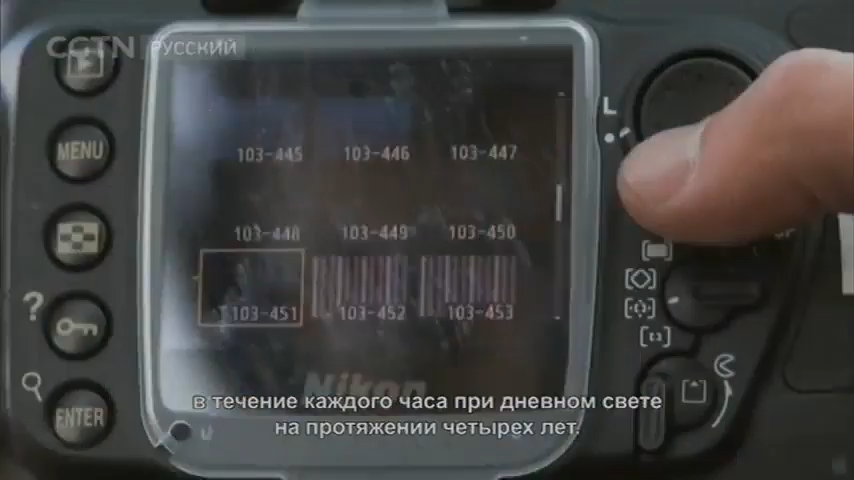 CGTN РУССКИЙ
MENU
?
ENTER
L
103-445 103-446 103-447
103-448 103-449 103-450
103-451 103-452 103-453
Nikon
в течение каждого часа при дневном свете
на протяжении четырех лет.